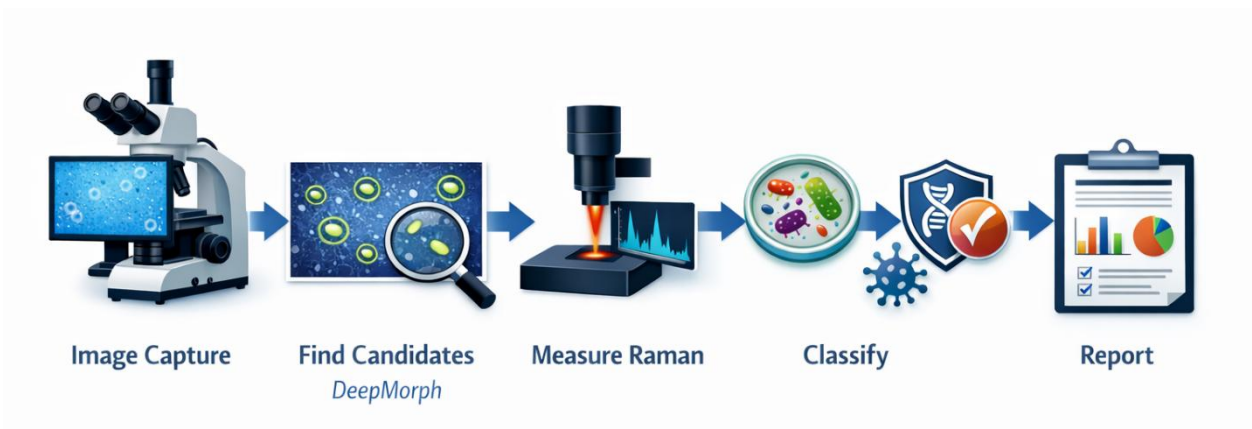 Image Capture
Find Candidates
DeepMorph
Measure Raman
Classify
Report